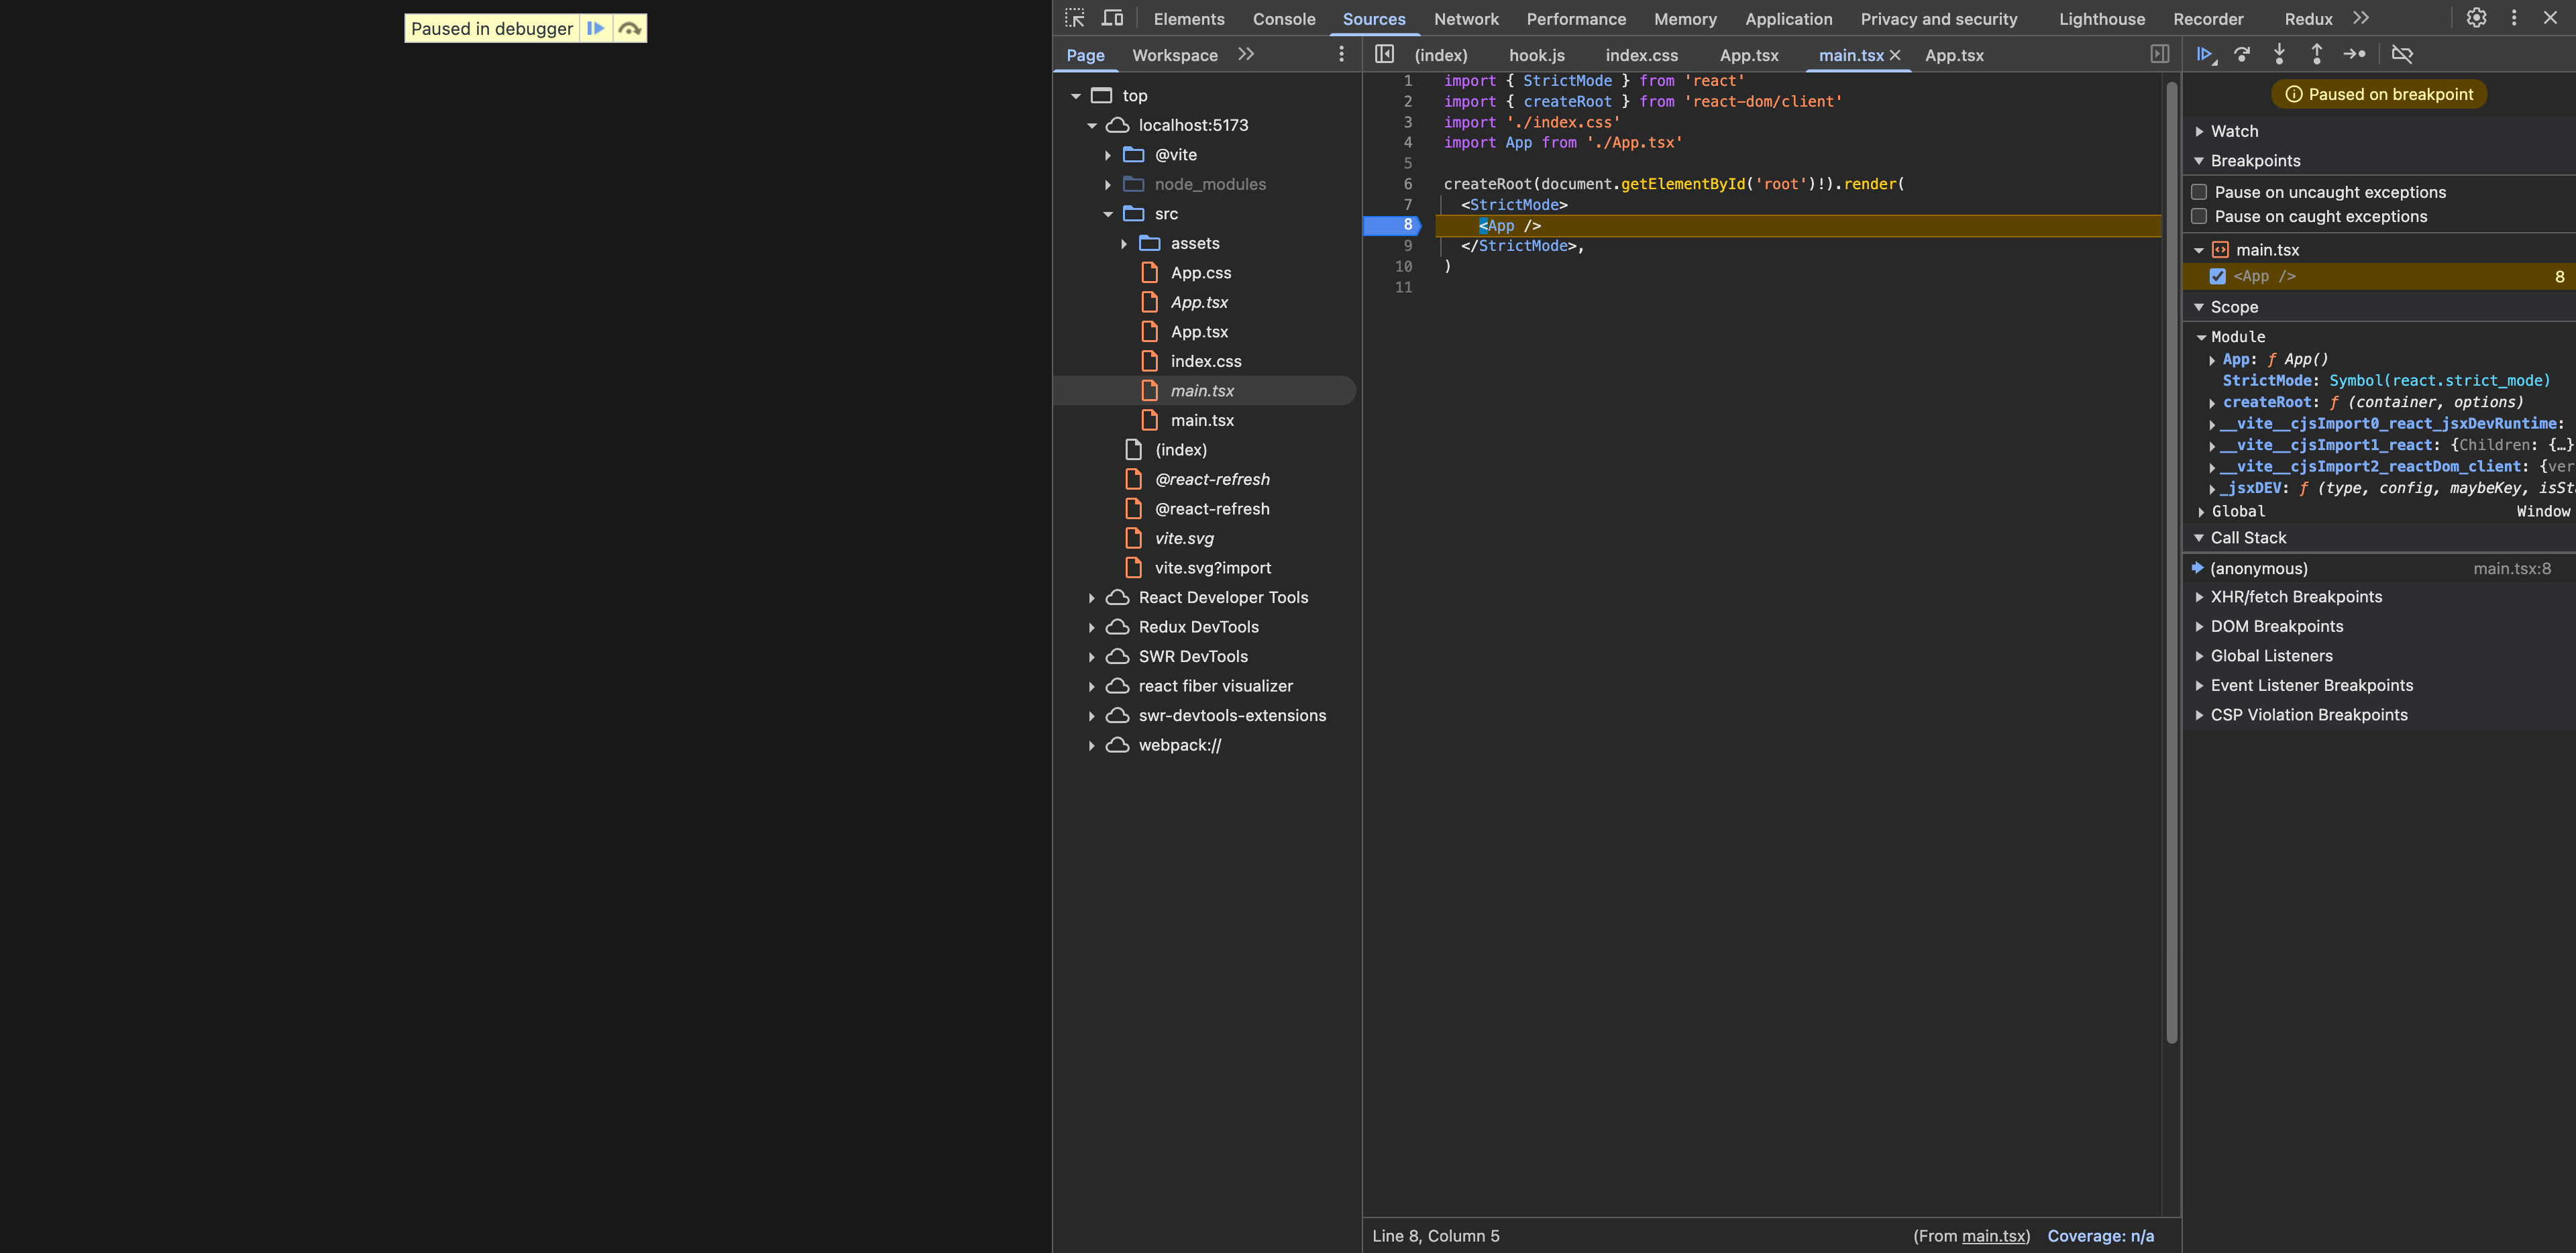 Paused in debugger
Elements Console Sources Network Performance Memory Application Privacy and security Lighthouse Recorder Redux
Page Workspace
(index) hook.js index.css App.tsx main.tsx App.tsx
top
localhost:5173
@vite
node_modules
src
assets
App.css
App.tsx
App.tsx
index.css
main.tsx
main.tsx
(index)
@react-refresh
@react-refresh
vite.svg
vite.svg?import
React Developer Tools
Redux DevTools
SWR DevTools
react fiber visualizer
swr-devtools-extensions
webpack://
1 import { StrictMode } from 'react'
2 import { createRoot } from 'react-dom/client'
3 import './index.css'
4 import App from './App.tsx'
5
6 createRoot(document.getElementById('root')!).render(
7 <StrictMode>
8 <App />
9 </StrictMode>,
10 )
11
Line 8, Column 5 (From main.tsx) Coverage: n/a
Paused on breakpoint
Watch
Breakpoints
Pause on uncaught exceptions
Pause on caught exceptions
main.tsx
<App /> 8
Scope
Module
App: ƒ App()
StrictMode: Symbol(react.strict_mode)
createRoot: ƒ (container, options)
__vite__cjsImport0_react_jsxDevRuntime:
__vite__cjsImport1_react: {Children: {…}
__vite__cjsImport2_reactDom_client: {ver
_jsxDEV: ƒ (type, config, maybeKey, isSt
Global Window
Call Stack
(anonymous) main.tsx:8
XHR/fetch Breakpoints
DOM Breakpoints
Global Listeners
Event Listener Breakpoints
CSP Violation Breakpoints